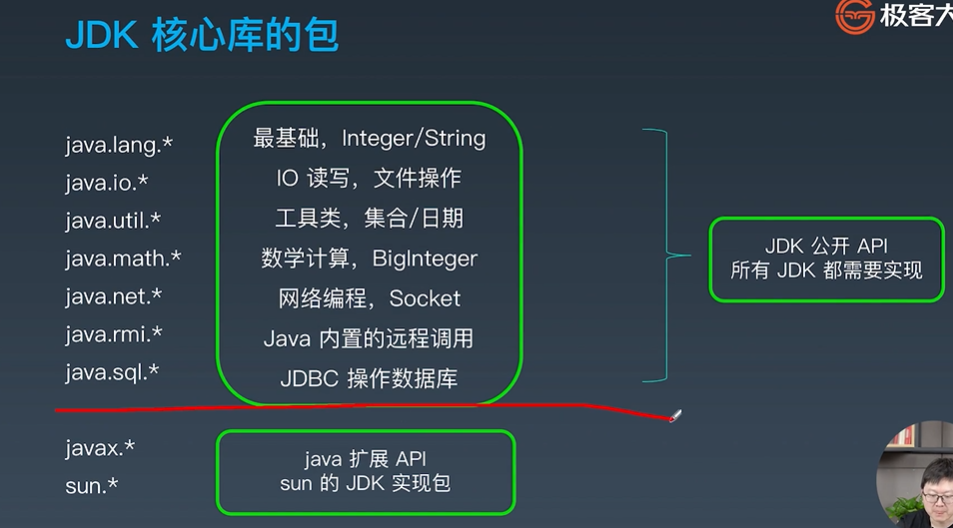 JDK 核心库的包
极客大
java.lang.*
最基础，Integer/String
java.io.*
IO 读写，文件操作
java.util.*
工具类，集合/日期
java.math.*
数学计算，BigInteger
java.net.*
网络编程，Socket
java.rmi.*
Java 内置的远程调用
java.sql.*
JDBC 操作数据库
JDK 公开 API
所有 JDK 都需要实现
javax.*
java 扩展 API
sun.*
sun 的 JDK 实现包